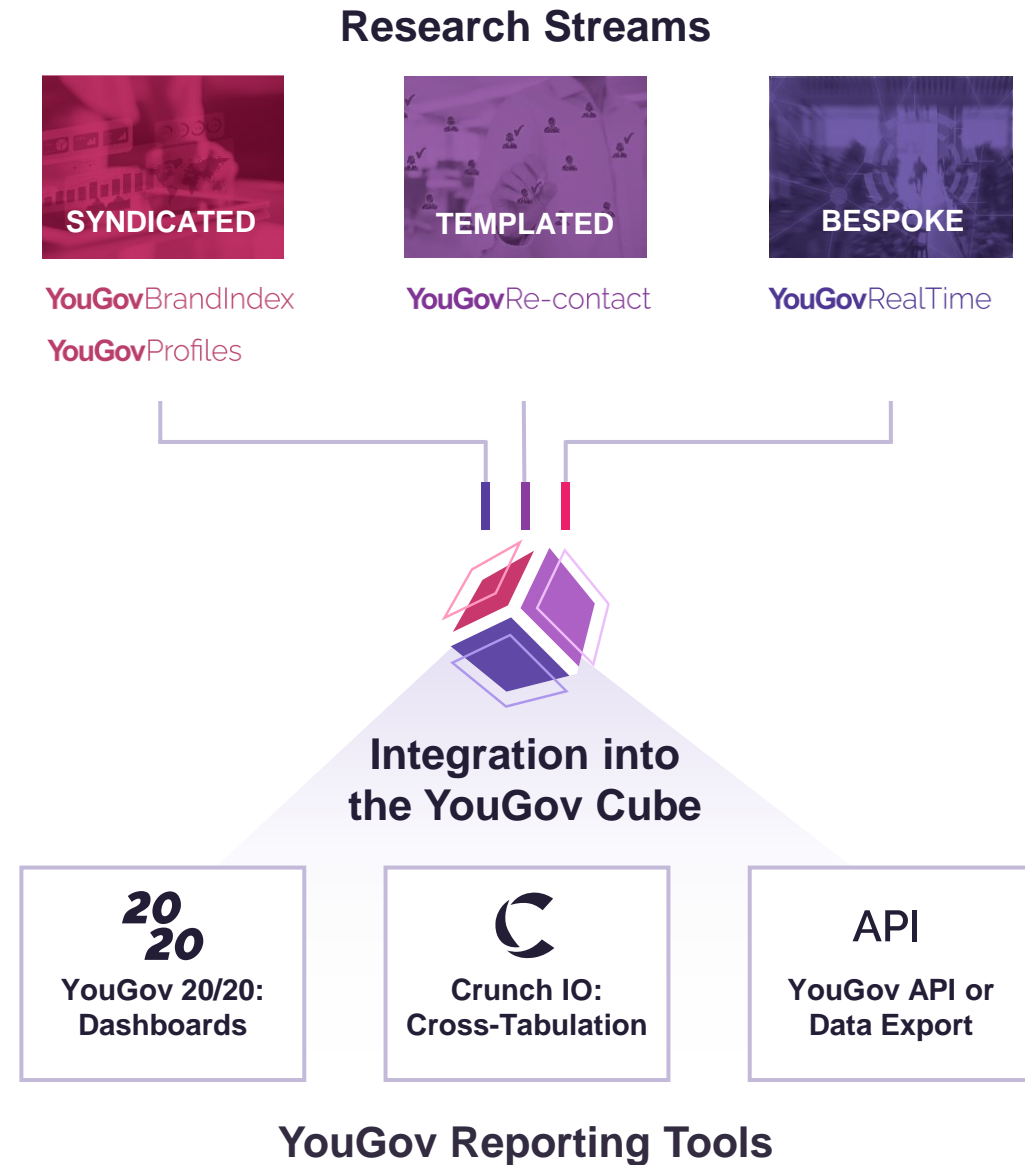 Research Streams
SYNDICATED
TEMPLATED
BESPOKE
YouGovBrandIndex
YouGovProfiles
YouGovRe-contact
YouGovRealTime
Integration into
the YouGov Cube
20
20
YouGov 20/20:
Dashboards
C
Crunch IO:
Cross-Tabulation
API
YouGov API or
Data Export
YouGov Reporting Tools